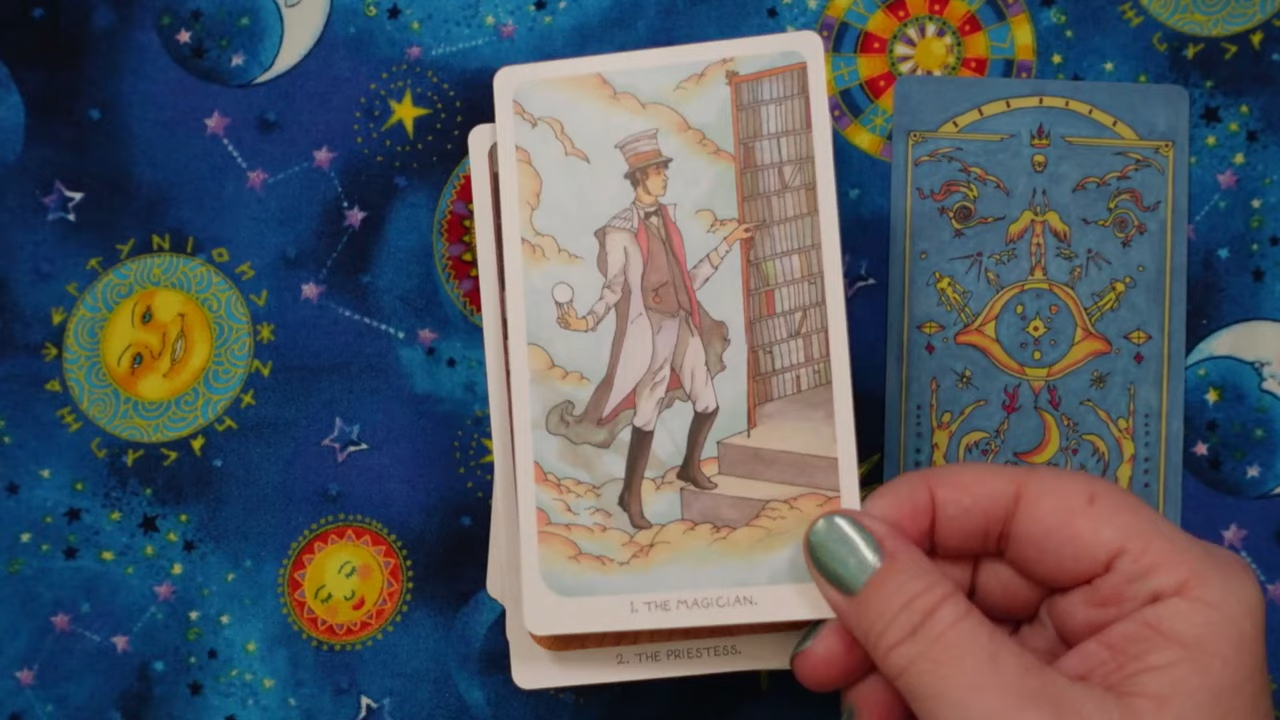 1. THE MAGICIAN.
2. THE PRIESTESS.